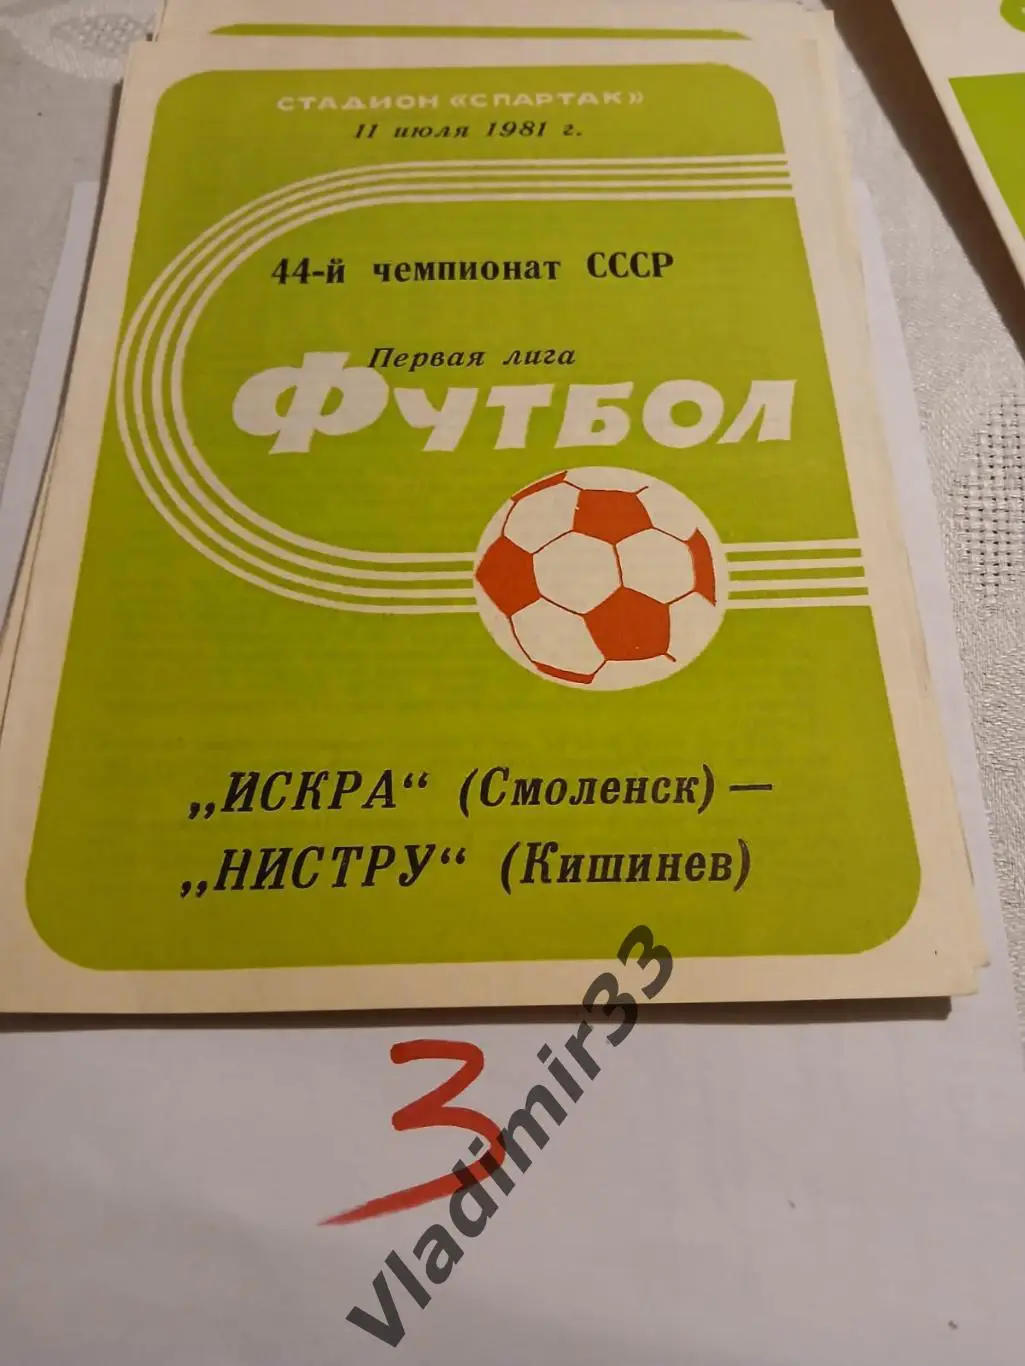 СТАДИОН «СПАРТАК»
11 июля 1981 г.
44-й чемпионат СССР
Первая лига
ФУТБОЛ
„ИСКРА“ (Смоленск) —
„НИСТРУ“ (Кишинев)
3
Vladimir33